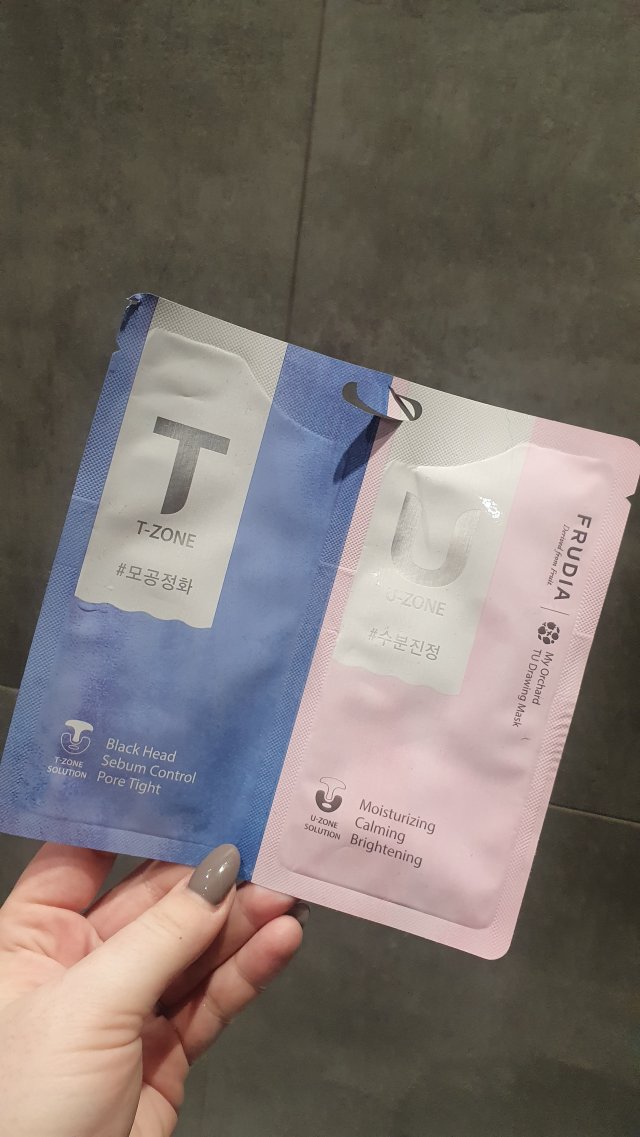 T
T-ZONE
#모공정화
T-ZONE
SOLUTION
Black Head
Sebum Control
Pore Tight
U
U-ZONE
#수분진정
U-ZONE
SOLUTION
Moisturizing
Calming
Brightening
FRUDIA
Derived from Fruit.
My Orchard
TU Drawing Mask